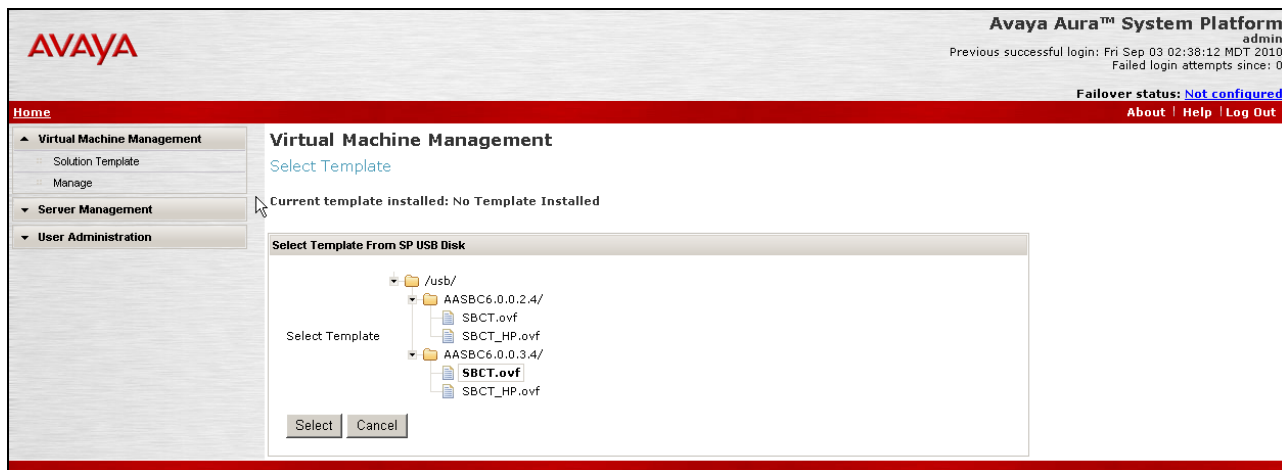 AVAYA
Avaya Aura™ System Platform
admin
Previous successful login: Fri Sep 03 02:38:12 MDT 2010
Failed login attempts since: 0
Failover status: Not configured
Home
About | Help | Log Out
Virtual Machine Management
Solution Template
Manage
Server Management
User Administration
Virtual Machine Management
Select Template
Current template installed: No Template Installed
Select Template From SP USB Disk
Select Template
/usb/
AASBC6.0.0.2.4/
SBCT.ovf
SBCT_HP.ovf
AASBC6.0.0.3.4/
SBCT.ovf
SBCT_HP.ovf
Select
Cancel